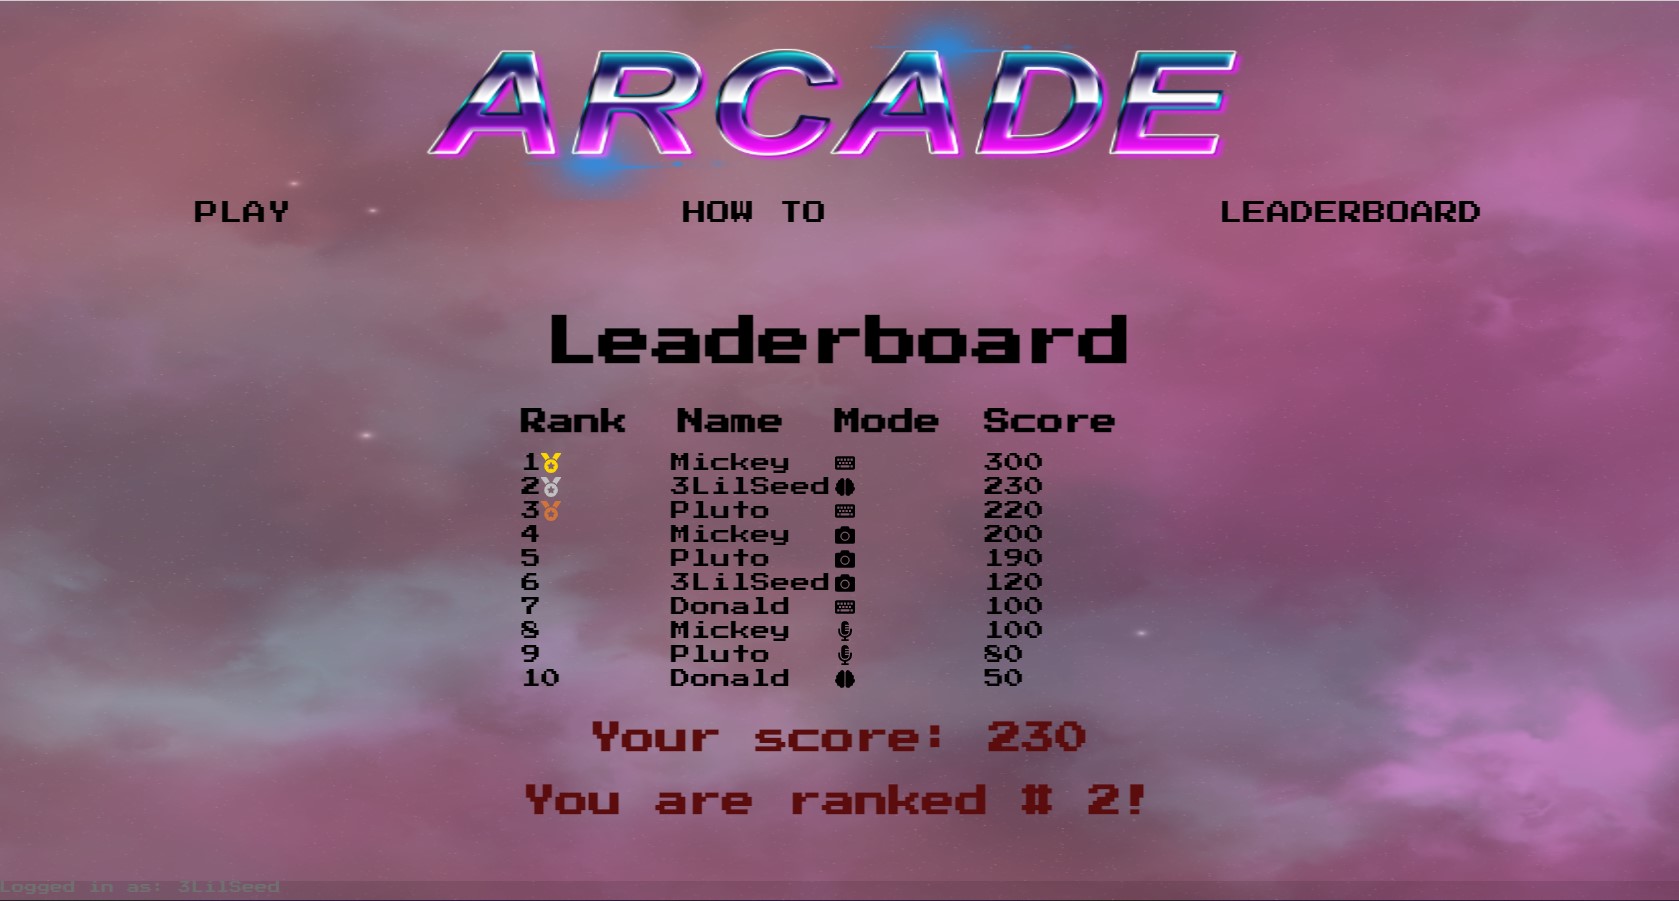 ARCADE
PLAY HOW TO LEADERBOARD
Leaderboard
Rank Name Mode Score
1 Mickey 300
2 3LilSeed 230
3 Pluto 220
4 Mickey 200
5 Pluto 190
6 3LilSeed 120
7 Donald 100
8 Mickey 100
9 Pluto 80
10 Donald 50
Your score: 230
You are ranked # 2!
Logged in as: 3LilSeed